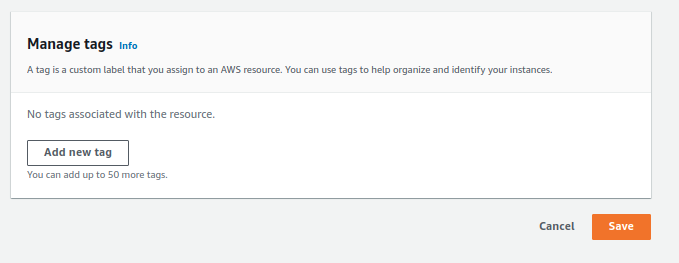 Manage tags Info
A tag is a custom label that you assign to an AWS resource. You can use tags to help organize and identify your instances.
No tags associated with the resource.
Add new tag
You can add up to 50 more tags.
Cancel Save